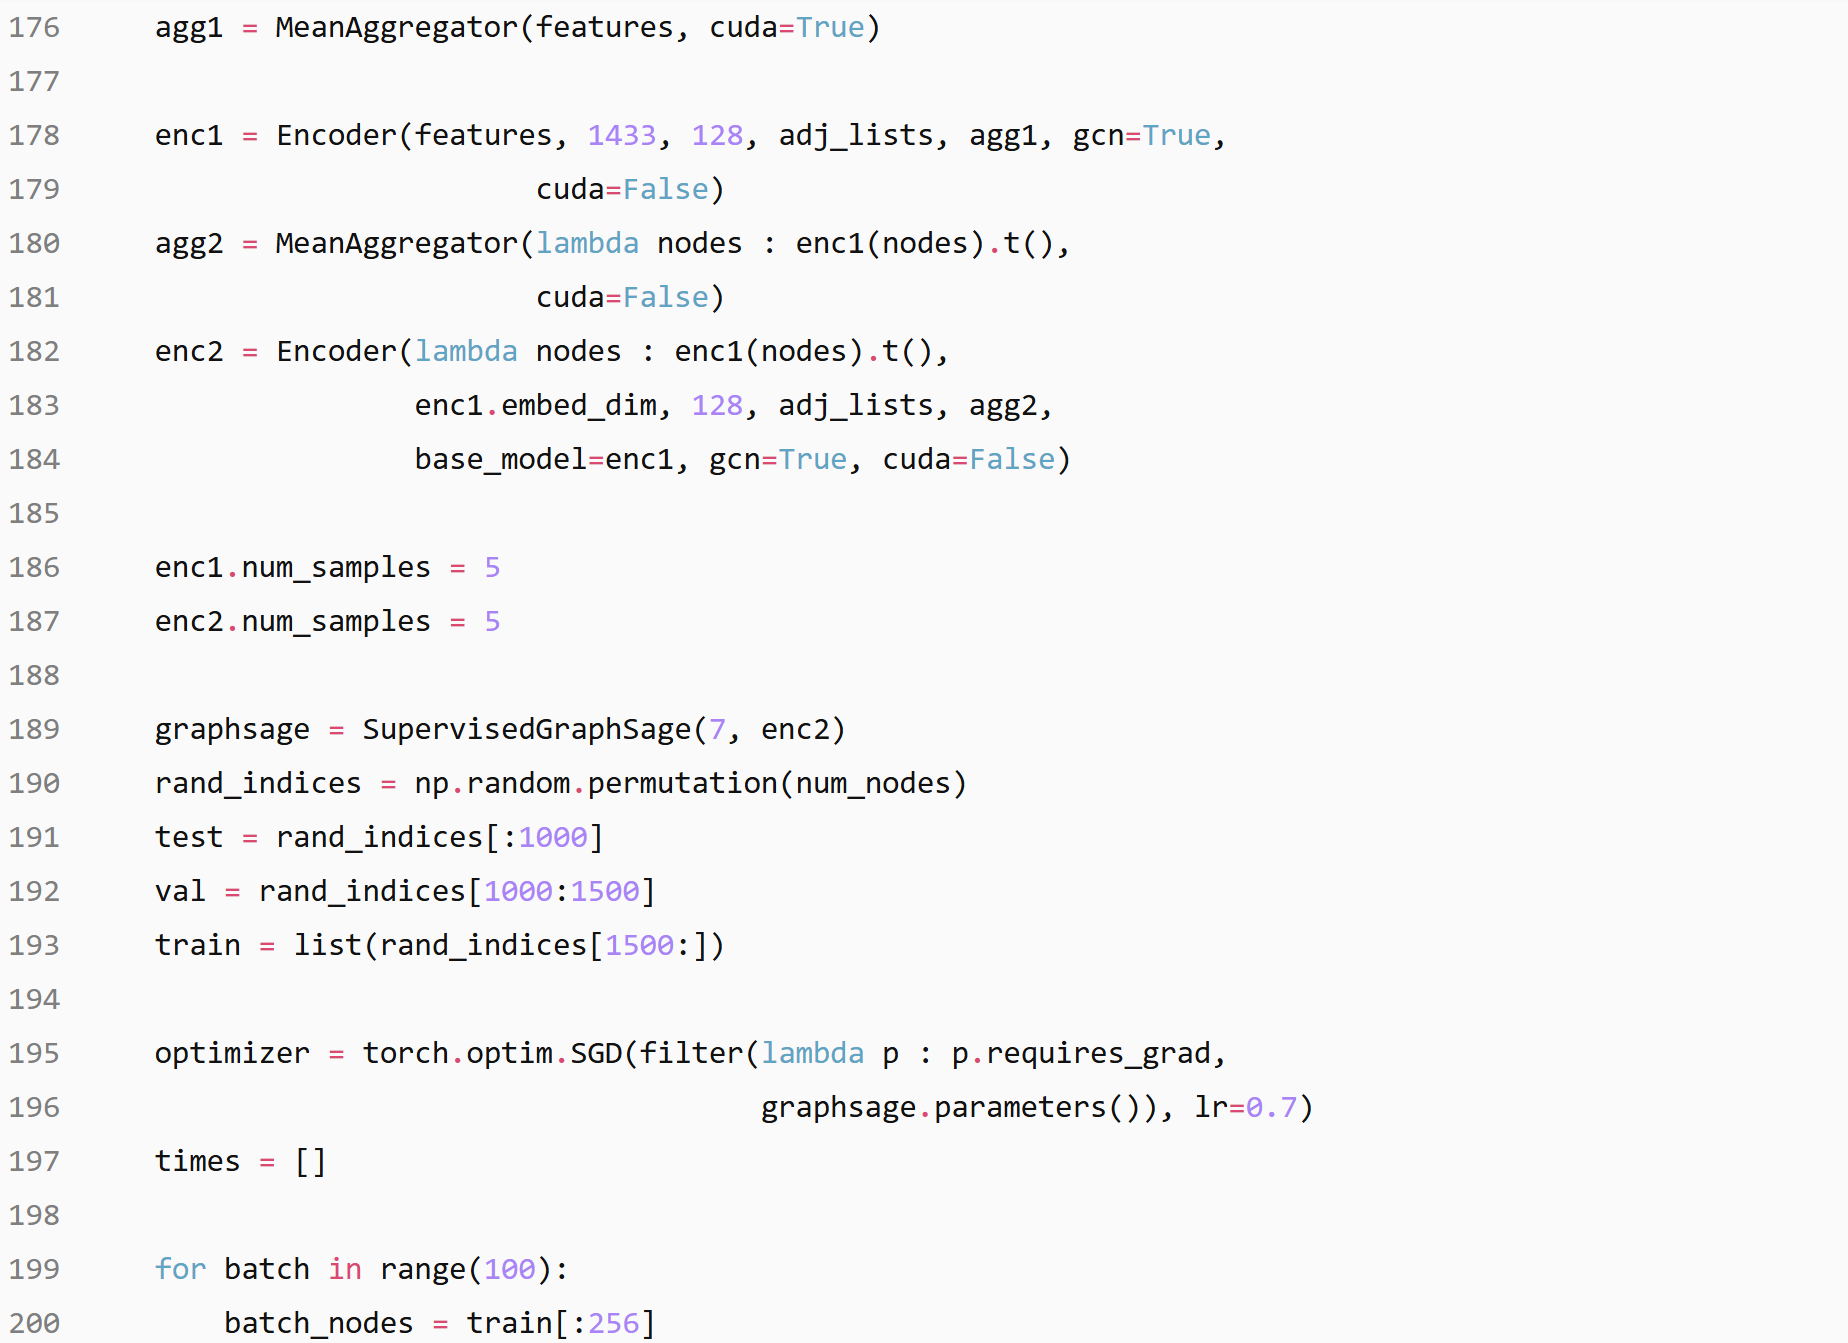 176 agg1 = MeanAggregator(features, cuda=True)
177
178 enc1 = Encoder(features, 1433, 128, adj_lists, agg1, gcn=True,
179 cuda=False)
180 agg2 = MeanAggregator(lambda nodes : enc1(nodes).t(),
181 cuda=False)
182 enc2 = Encoder(lambda nodes : enc1(nodes).t(),
183 enc1.embed_dim, 128, adj_lists, agg2,
184 base_model=enc1, gcn=True, cuda=False)
185
186 enc1.num_samples = 5
187 enc2.num_samples = 5
188
189 graphsage = SupervisedGraphSage(7, enc2)
190 rand_indices = np.random.permutation(num_nodes)
191 test = rand_indices[:1000]
192 val = rand_indices[1000:1500]
193 train = list(rand_indices[1500:])
194
195 optimizer = torch.optim.SGD(filter(lambda p : p.requires_grad,
196 graphsage.parameters()), lr=0.7)
197 times = []
198
199 for batch in range(100):
200 batch_nodes = train[:256]